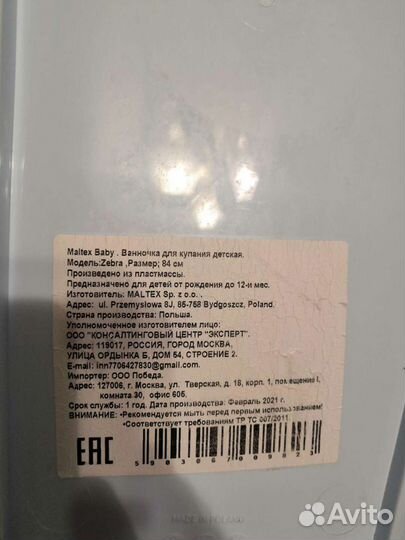 Maltex Baby . Ванночка для купания детская.
Модель:Zebra ,Размер; 84 см
Произведено из пластмассы.
Предназначено для детей от рождения до 12-и мес.
Изготовитель: MALTEX Sp. z o.o. .
Адрес: ul. Przemysłowa 8J, 85-758 Bydgoszcz, Poland.
Страна производства: Польша.
Уполномоченное изготовителем лицо:
ООО "КОНСАЛТИНГОВЫЙ ЦЕНТР "ЭКСПЕРТ".
Адрес: 119017, РОССИЯ, ГОРОД МОСКВА,
УЛИЦА ОРДЫНКА Б, ДОМ 54, СТРОЕНИЕ 2.
E-mail: inn7706427830@gmail.com.
Импортер: ООО Победа.
Адрес: 127006, г. Москва, ул. Тверская, д. 18, корп. 1, помещение I,
комната 30, офис 605.
Срок службы: 1 год. Дата производства: Февраль 2021 г.
ВНИМАНИЕ: •Рекомендуется мыть перед первым использованием!
•Соответствует требованиям ТР ТС 007/2011.
EAC
5903067009823
MADE IN POLAND
Avito